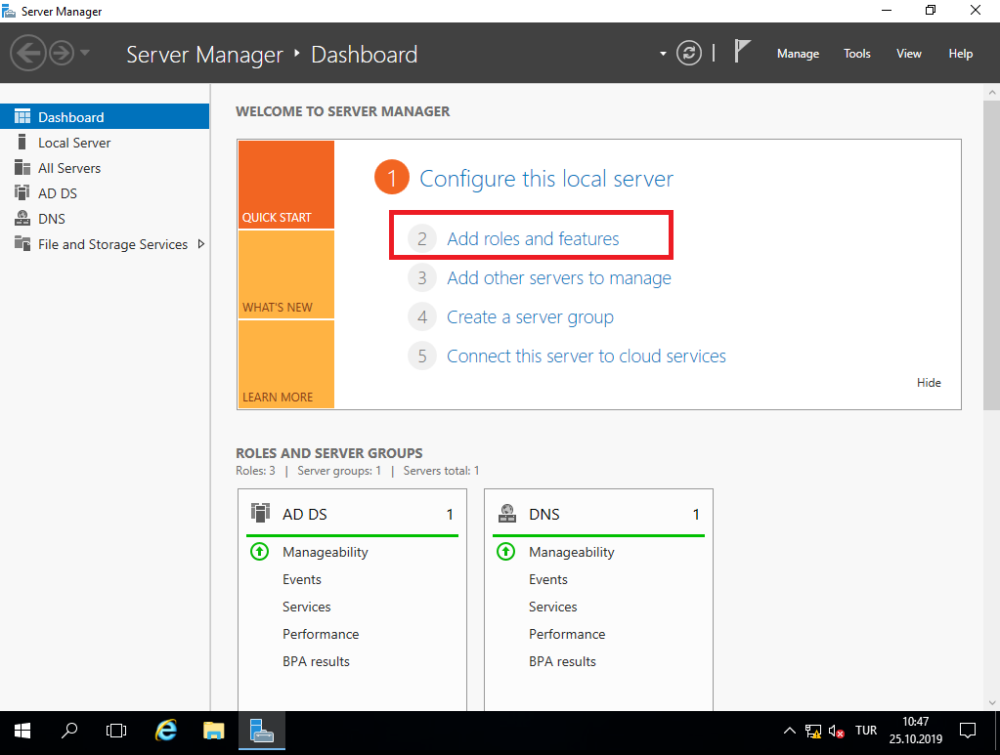 Server Manager
Server Manager ‣ Dashboard
Manage Tools View Help
Dashboard
Local Server
All Servers
AD DS
DNS
File and Storage Services
WELCOME TO SERVER MANAGER
QUICK START
WHAT'S NEW
LEARN MORE
1 Configure this local server
2 Add roles and features
3 Add other servers to manage
4 Create a server group
5 Connect this server to cloud services
Hide
ROLES AND SERVER GROUPS
Roles: 3 | Server groups: 1 | Servers total: 1
AD DS 1
Manageability
Events
Services
Performance
BPA results
DNS 1
Manageability
Events
Services
Performance
BPA results
TUR
10:47
25.10.2019